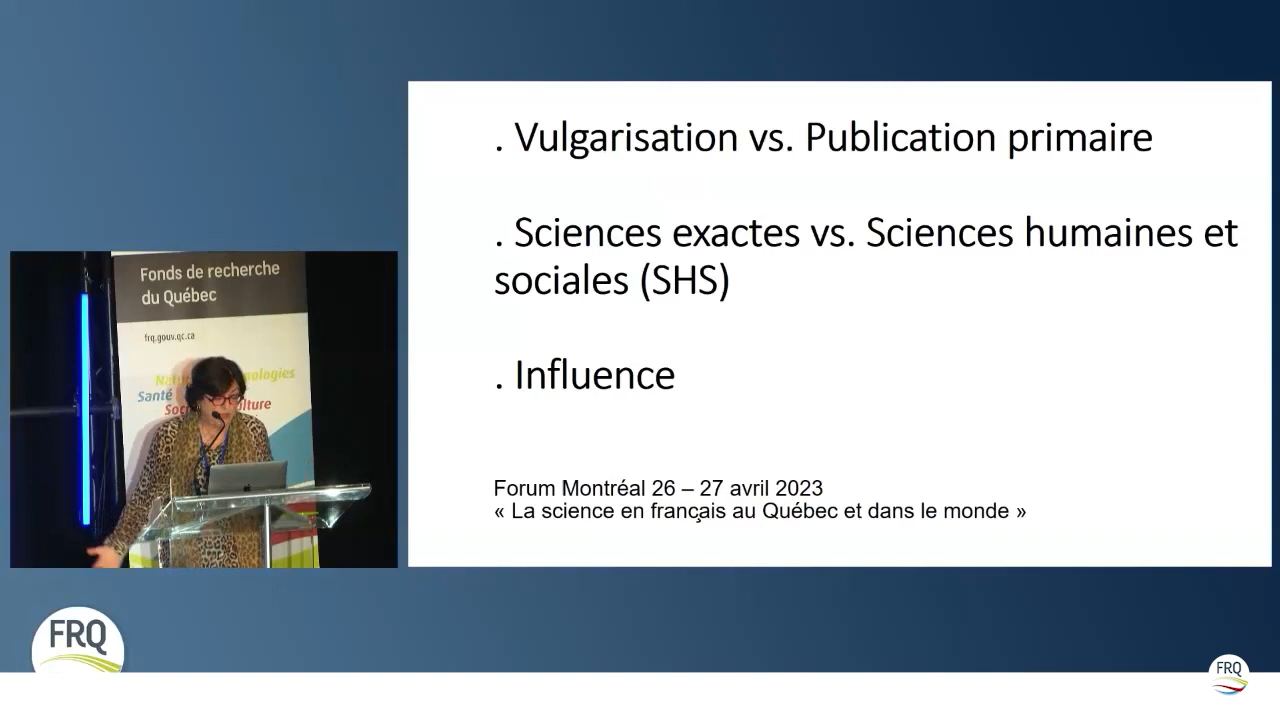 . Vulgarisation vs. Publication primaire
. Sciences exactes vs. Sciences humaines et
sociales (SHS)
. Influence
Forum Montréal 26 – 27 avril 2023
« La science en français au Québec et dans le monde »
Fonds de recherche
du Québec
frq.gouv.qc.ca
Santé
FRQ
FRQ